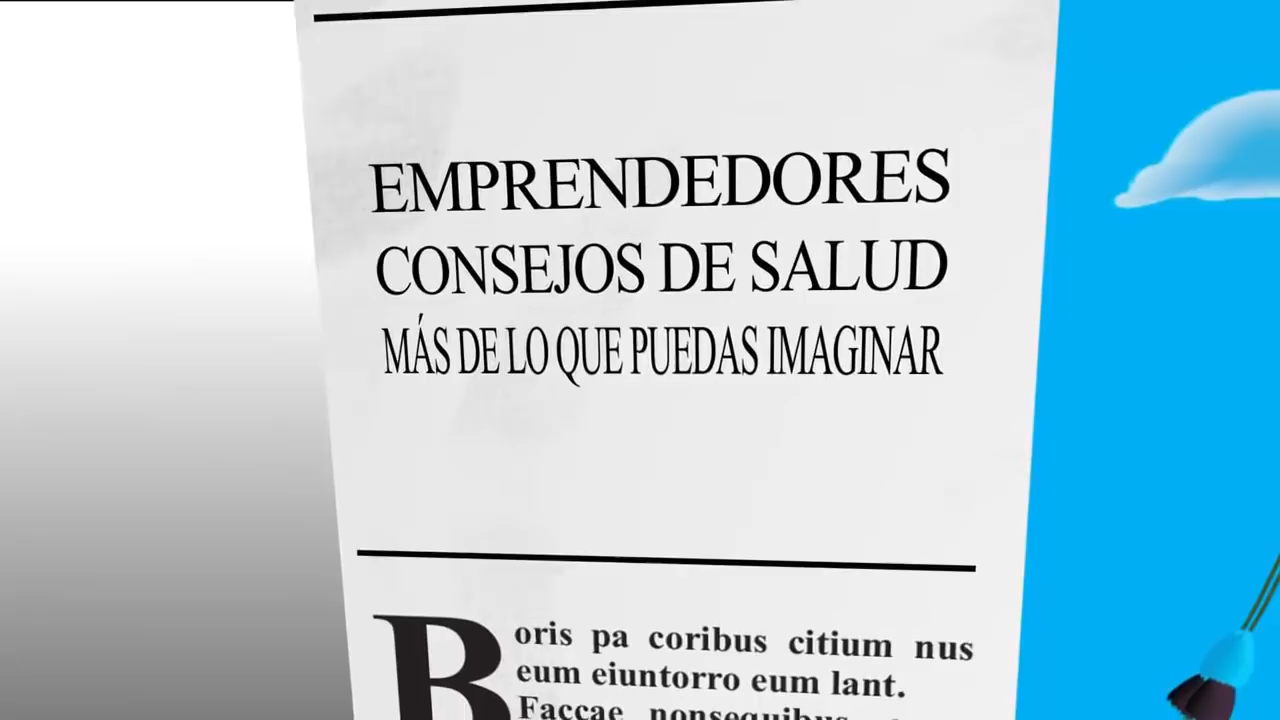 EMPRENDEDORES
CONSEJOS DE SALUD
MÁS DE LO QUE PUEDAS IMAGINAR
Boris pa coribus citium nus
eum eiuntorro eum lant.
Faccae nonsequibus